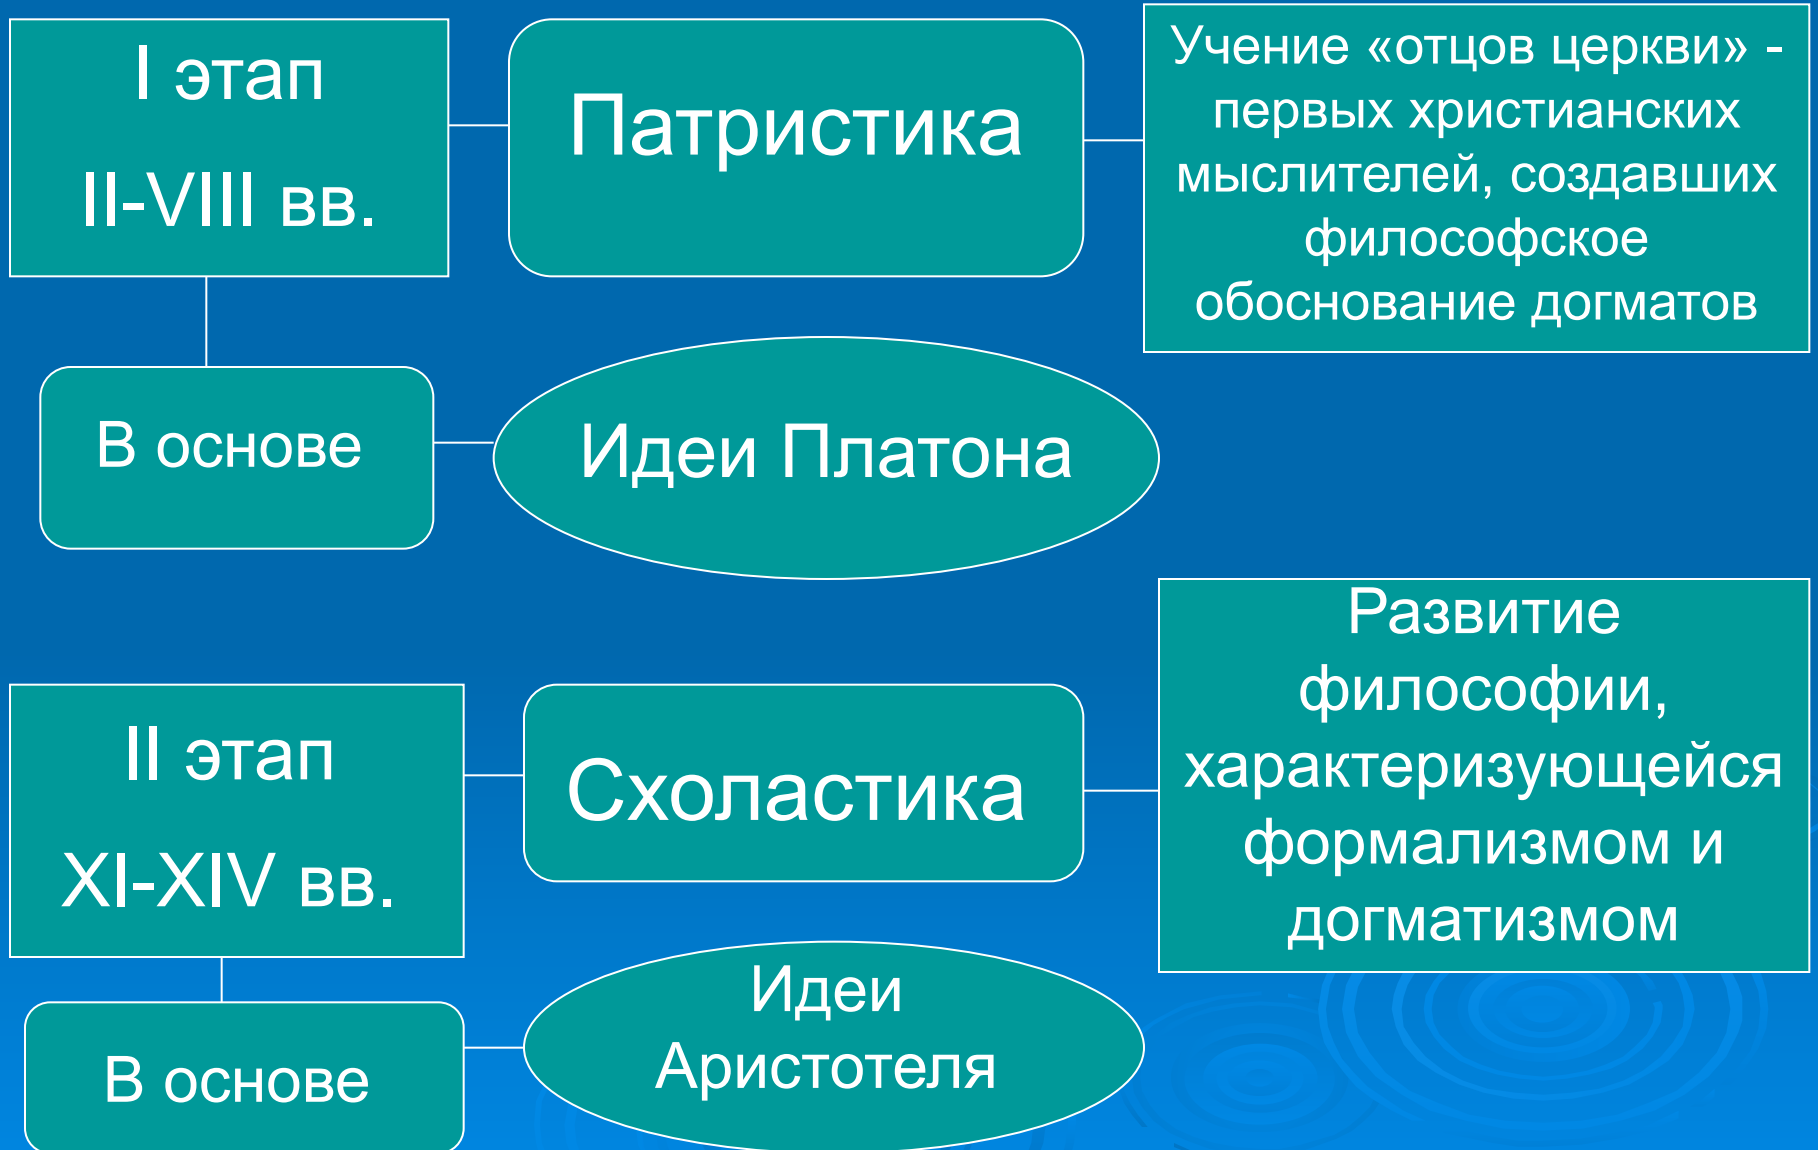 I этап
II-VIII вв.
Патристика
Учение «отцов церкви» -
первых христианских
мыслителей, создавших
философское
обоснование догматов
В основе
Идеи Платона
II этап
XI-XIV вв.
Схоластика
Развитие
философии,
характеризующейся
формализмом и
догматизмом
В основе
Идеи
Аристотеля